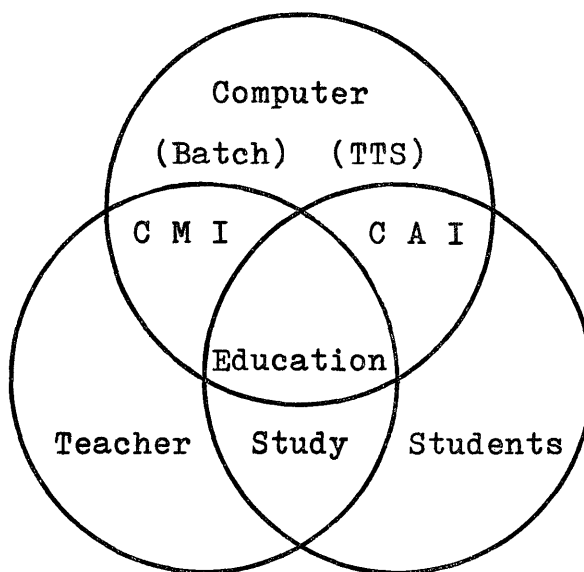 Computer
(Batch) (TTS)
C M I C A I
Education
Teacher Study Students